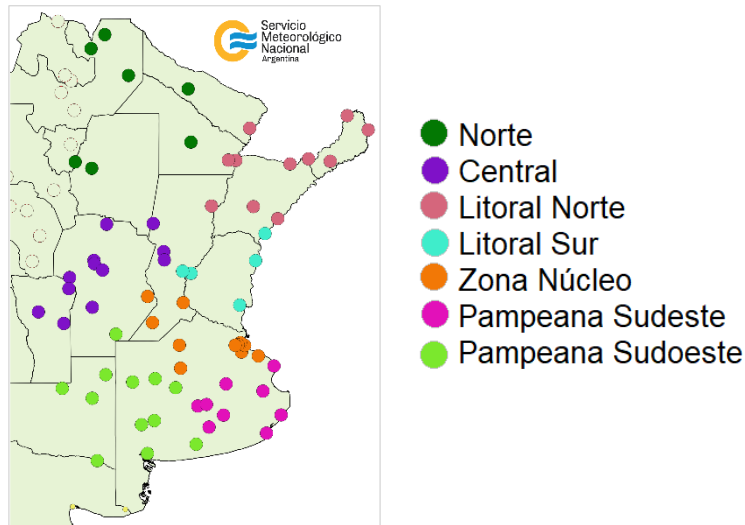 Servicio
Meteorológico
Nacional
Argentina
Norte
Central
Litoral Norte
Litoral Sur
Zona Núcleo
Pampeana Sudeste
Pampeana Sudoeste